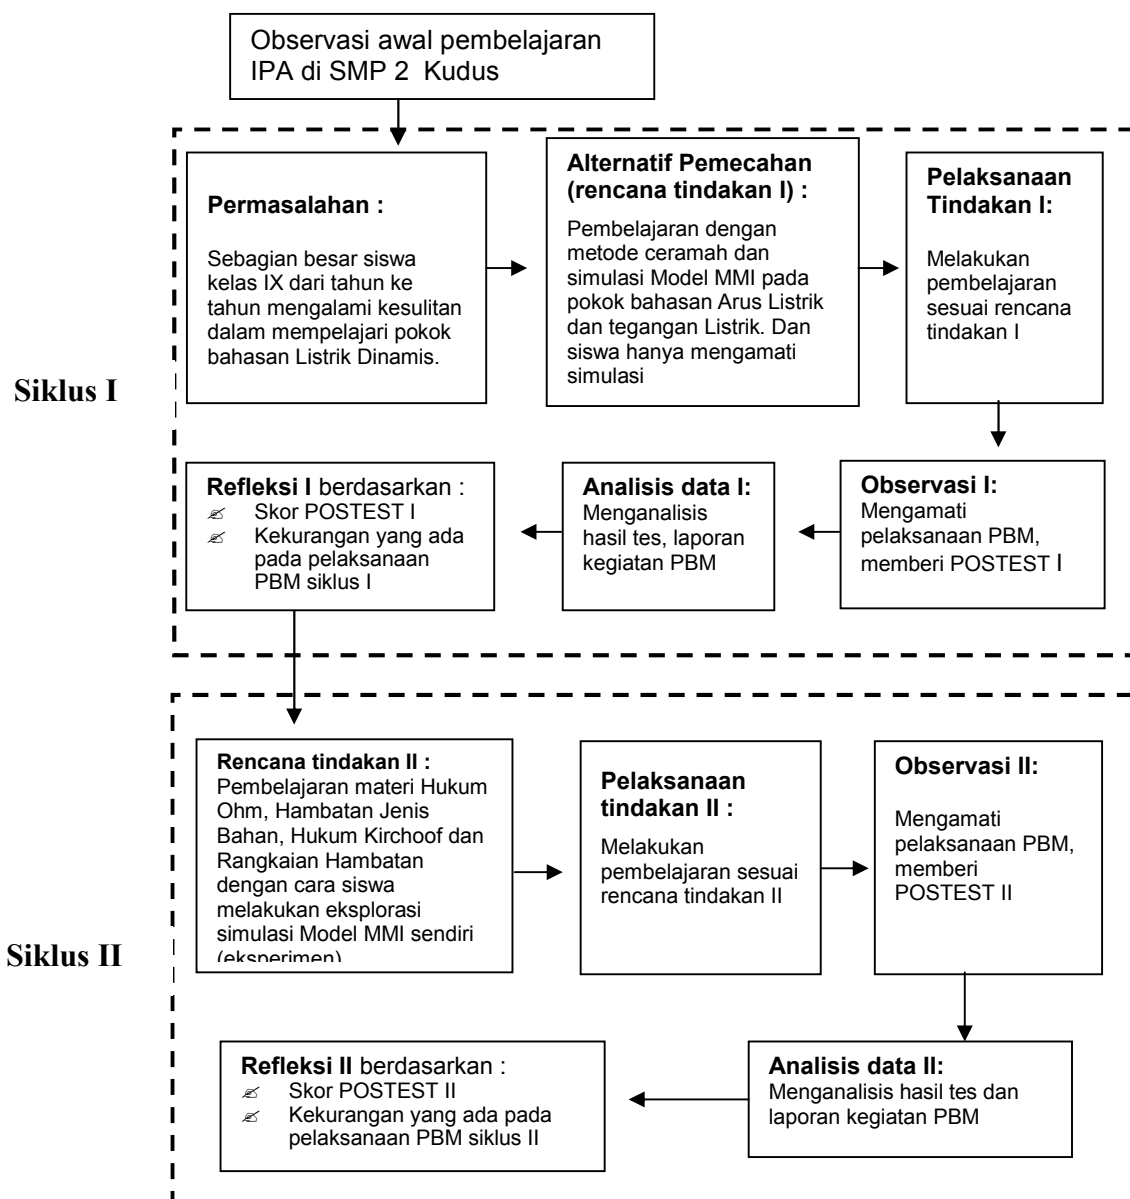 Observasi awal pembelajaran
IPA di SMP 2 Kudus
Siklus I
Permasalahan :
Sebagian besar siswa
kelas IX dari tahun ke
tahun mengalami kesulitan
dalam mempelajari pokok
bahasan Listrik Dinamis.
Alternatif Pemecahan
(rencana tindakan I) :
Pembelajaran dengan
metode ceramah dan
simulasi Model MMI pada
pokok bahasan Arus Listrik
dan tegangan Listrik. Dan
siswa hanya mengamati
simulasi
Pelaksanaan
Tindakan I:
Melakukan
pembelajaran
sesuai rencana
tindakan I
Observasi I:
Mengamati
pelaksanaan PBM,
memberi POSTEST I
Analisis data I:
Menganalisis
hasil tes, laporan
kegiatan PBM
Refleksi I berdasarkan :
Skor POSTEST I
Kekurangan yang ada
pada pelaksanaan
PBM siklus I
Siklus II
Rencana tindakan II :
Pembelajaran materi Hukum
Ohm, Hambatan Jenis
Bahan, Hukum Kirchoof dan
Rangkaian Hambatan
dengan cara siswa
melakukan eksplorasi
simulasi Model MMI sendiri
(eksperimen)
Pelaksanaan
tindakan II :
Melakukan
pembelajaran sesuai
rencana tindakan II
Observasi II:
Mengamati
pelaksanaan PBM,
memberi
POSTEST II
Analisis data II:
Menganalisis hasil tes dan
laporan kegiatan PBM
Refleksi II berdasarkan :
Skor POSTEST II
Kekurangan yang ada pada
pelaksanaan PBM siklus II